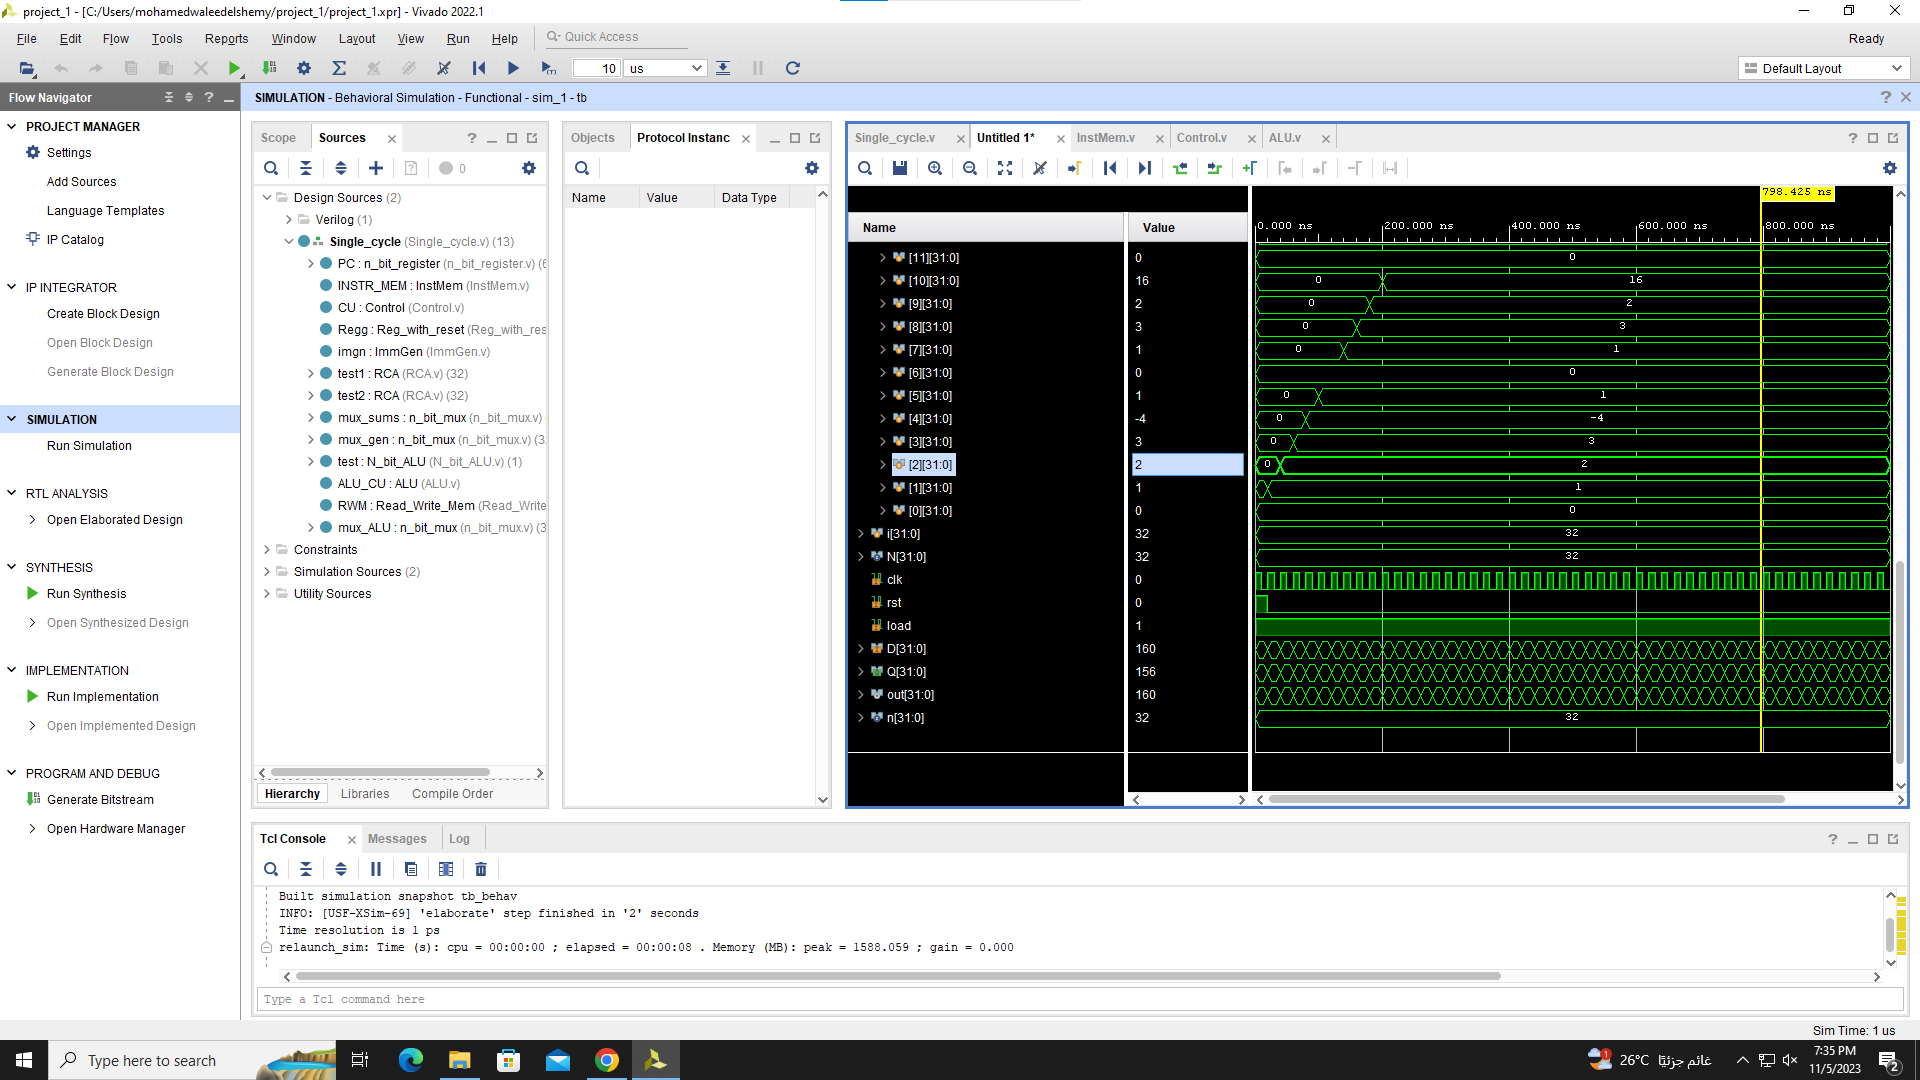 project_1 - [C:/Users/mohamedwaleedelshemy/project_1/project_1.xpr] - Vivado 2022.1
File Edit Flow Tools Reports Window Layout View Run Help Quick Access
Ready
10 us
Default Layout
Flow Navigator
SIMULATION - Behavioral Simulation - Functional - sim_1 - tb
PROJECT MANAGER
Settings
Add Sources
Language Templates
IP Catalog
IP INTEGRATOR
Create Block Design
Open Block Design
Generate Block Design
SIMULATION
Run Simulation
RTL ANALYSIS
Open Elaborated Design
SYNTHESIS
Run Synthesis
Open Synthesized Design
IMPLEMENTATION
Run Implementation
Open Implemented Design
PROGRAM AND DEBUG
Generate Bitstream
Open Hardware Manager
Scope Sources
0
Design Sources (2)
Verilog (1)
Single_cycle (Single_cycle.v) (13)
PC : n_bit_register (n_bit_register.v) (6
INSTR_MEM : InstMem (InstMem.v)
CU : Control (Control.v)
Regg : Reg_with_reset (Reg_with_res
imgn : ImmGen (ImmGen.v)
test1 : RCA (RCA.v) (32)
test2 : RCA (RCA.v) (32)
mux_sums : n_bit_mux (n_bit_mux.v)
mux_gen : n_bit_mux (n_bit_mux.v) (3
test : N_bit_ALU (N_bit_ALU.v) (1)
ALU_CU : ALU (ALU.v)
RWM : Read_Write_Mem (Read_Write
mux_ALU : n_bit_mux (n_bit_mux.v) (3
Constraints
Simulation Sources (2)
Utility Sources
Hierarchy Libraries Compile Order
Objects Protocol Instanc
Name Value Data Type
Single_cycle.v Untitled 1* InstMem.v Control.v ALU.v
798.425 ns
Name Value
0.000 ns 200.000 ns 400.000 ns 600.000 ns 800.000 ns
[11][31:0] 0 0
[10][31:0] 16 0 16
[9][31:0] 2 0 2
[8][31:0] 3 0 3
[7][31:0] 1 0 1
[6][31:0] 0 0
[5][31:0] 1 0 1
[4][31:0] -4 0 -4
[3][31:0] 3 0 3
[2][31:0] 2 0 2
[1][31:0] 1 1
[0][31:0] 0 0
i[31:0] 32 32
N[31:0] 32 32
clk 0
rst 0
load 1
D[31:0] 160
Q[31:0] 156
out[31:0] 160
n[31:0] 32 32
Tcl Console Messages Log
Built simulation snapshot tb_behav
INFO: [USF-XSim-69] 'elaborate' step finished in '2' seconds
Time resolution is 1 ps
relaunch_sim: Time (s): cpu = 00:00:00 ; elapsed = 00:00:08 . Memory (MB): peak = 1588.059 ; gain = 0.000
Type a Tcl command here
Sim Time: 1 us
Type here to search
1
26°C غائم جزئيًا
7:35 PM
11/5/2023
2